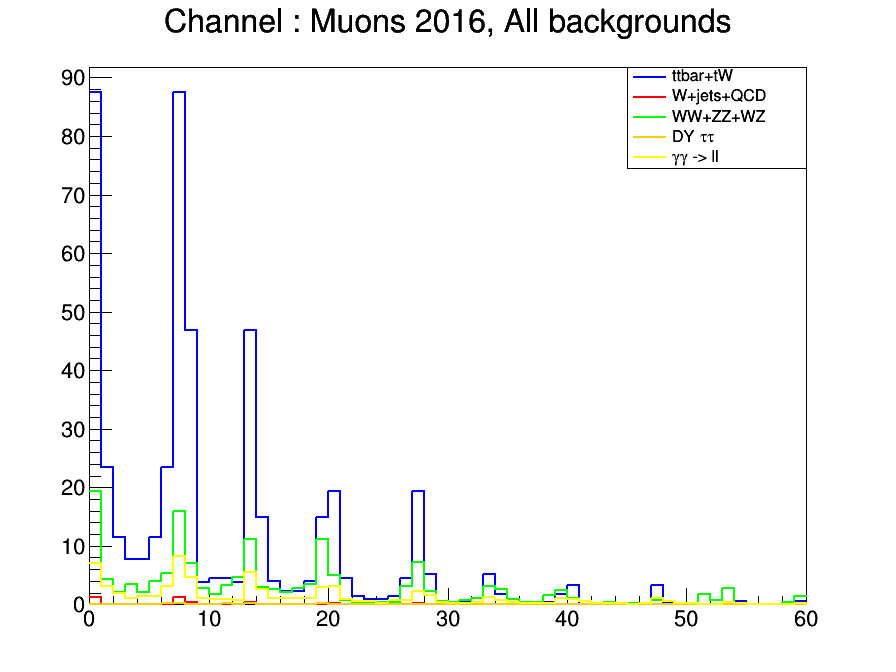 Channel : Muons 2016, All backgrounds
ttbar+tW
W+jets+QCD
WW+ZZ+WZ
DY ττ
γγ -> ll
90
80
70
60
50
40
30
20
10
0
0 10 20 30 40 50 60